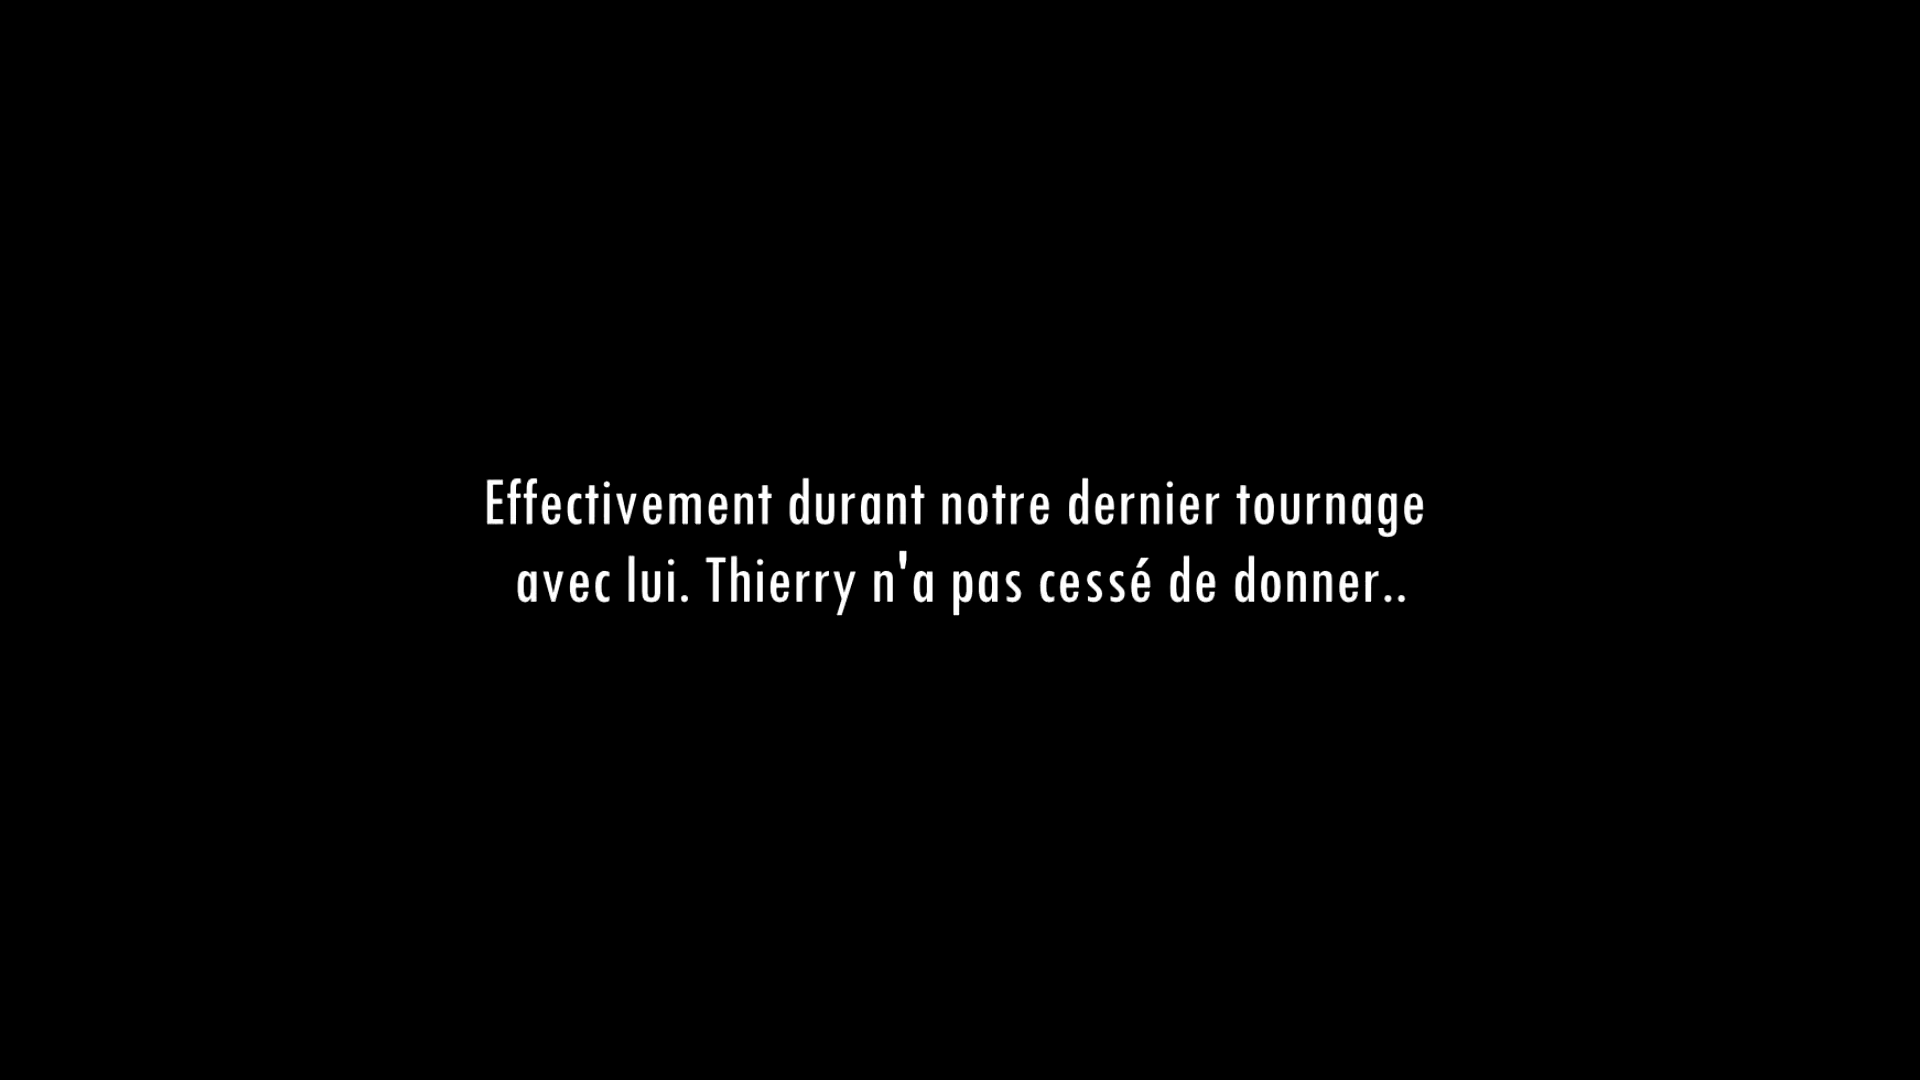 Effectivement durant notre dernier tournage
avec lui. Thierry n'a pas cessé de donner..